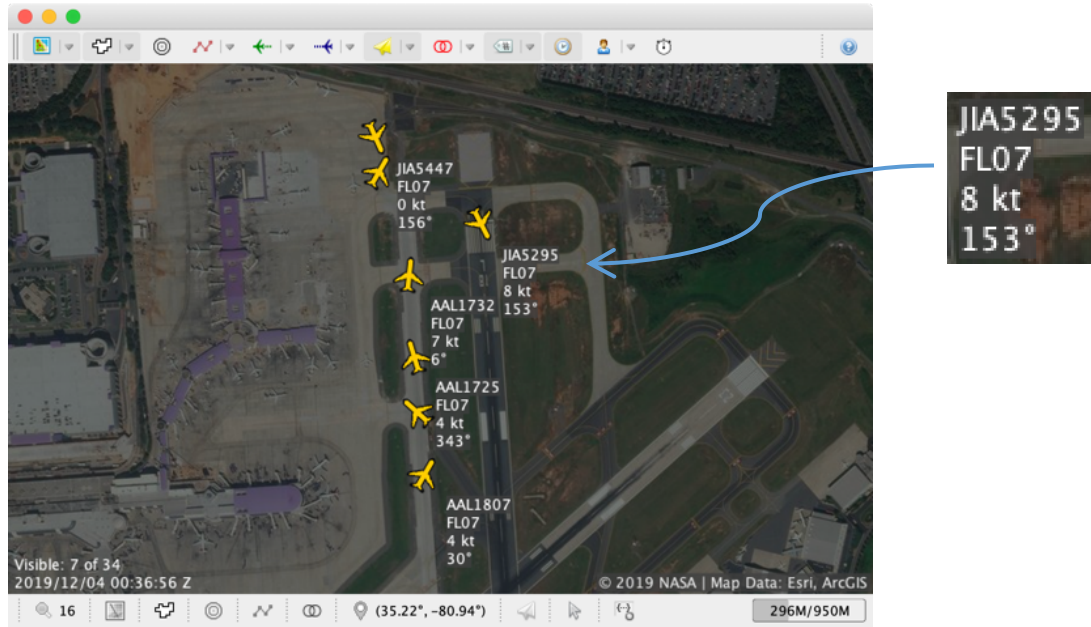 JIA5447
FL07
0 kt
156°
JIA5295
FL07
8 kt
153°
AAL1732
FL07
7 kt
6°
AAL1725
FL07
4 kt
343°
AAL1807
FL07
4 kt
30°
Visible: 7 of 34
2019/12/04 00:36:56 Z
© 2019 NASA | Map Data: Esri, ArcGIS
16
(35.22°, -80.94°)
296M/950M
JIA5295
FL07
8 kt
153°